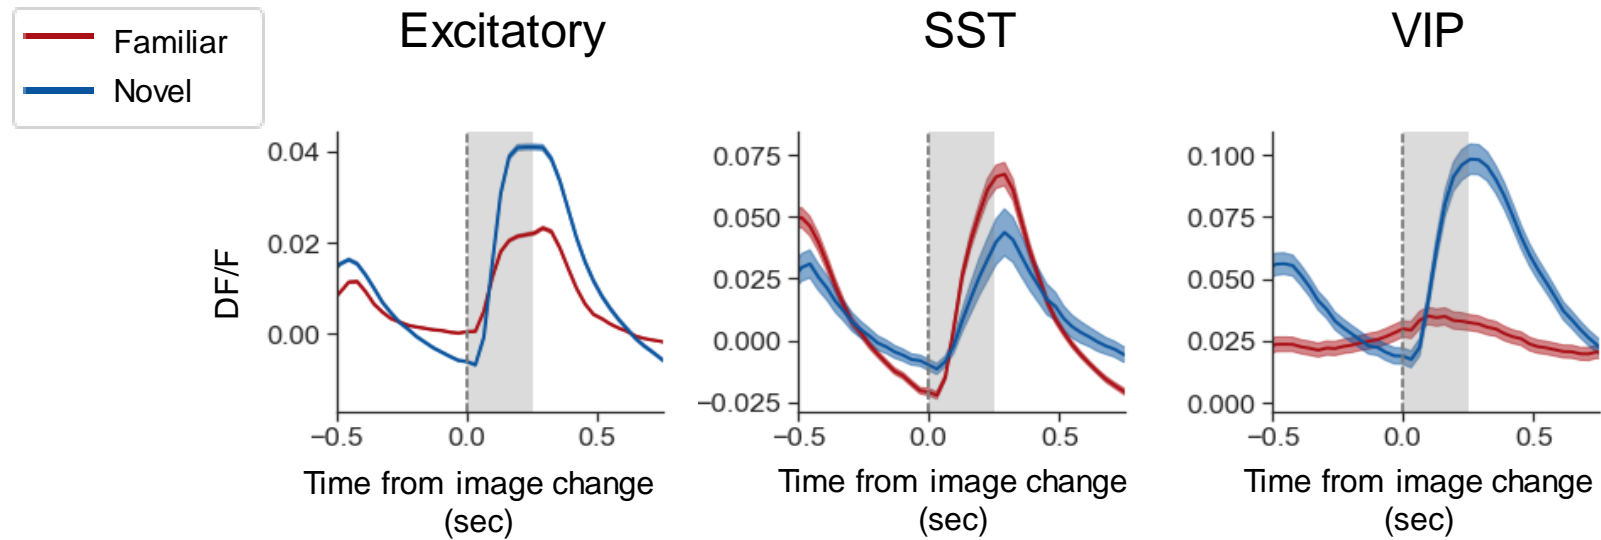 Familiar
Novel
Excitatory
SST
VIP
DF/F
0.04
0.02
0.00
−0.5
0.0
0.5
Time from image change
(sec)
0.075
0.050
0.025
0.000
−0.025
−0.5
0.0
0.5
Time from image change
(sec)
0.100
0.075
0.050
0.025
0.000
−0.5
0.0
0.5
Time from image change
(sec)